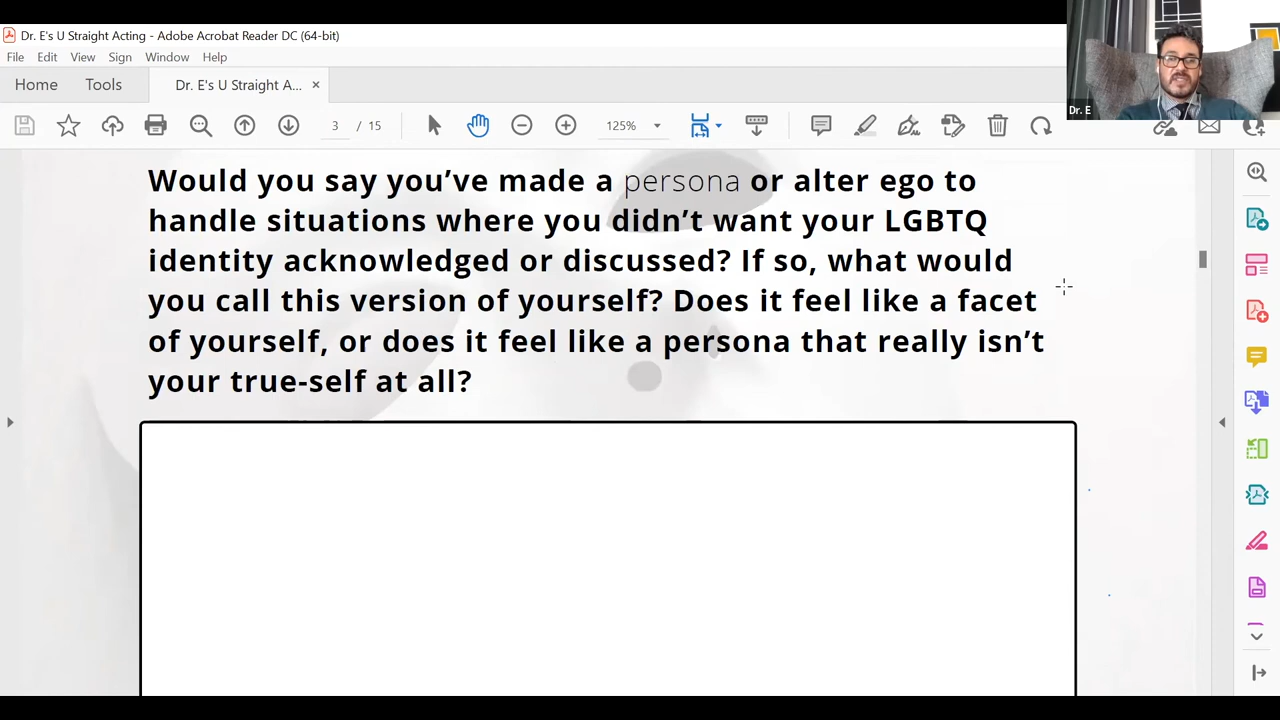 Dr. E's U Straight Acting - Adobe Acrobat Reader DC (64-bit)
File Edit View Sign Window Help
Home Tools Dr. E's U Straight A... ×
3 / 15 125%
Dr. E
Would you say you’ve made a persona or alter ego to
handle situations where you didn’t want your LGBTQ
identity acknowledged or discussed? If so, what would
you call this version of yourself? Does it feel like a facet
of yourself, or does it feel like a persona that really isn’t
your true-self at all?